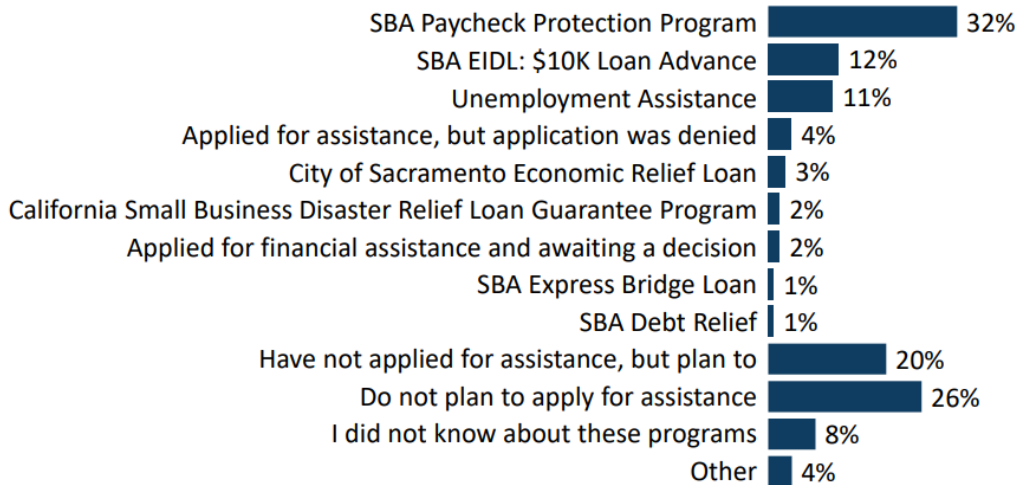 SBA Paycheck Protection Program 32%
SBA EIDL: $10K Loan Advance 12%
Unemployment Assistance 11%
Applied for assistance, but application was denied 4%
City of Sacramento Economic Relief Loan 3%
California Small Business Disaster Relief Loan Guarantee Program 2%
Applied for financial assistance and awaiting a decision 2%
SBA Express Bridge Loan 1%
SBA Debt Relief 1%
Have not applied for assistance, but plan to 20%
Do not plan to apply for assistance 26%
I did not know about these programs 8%
Other 4%